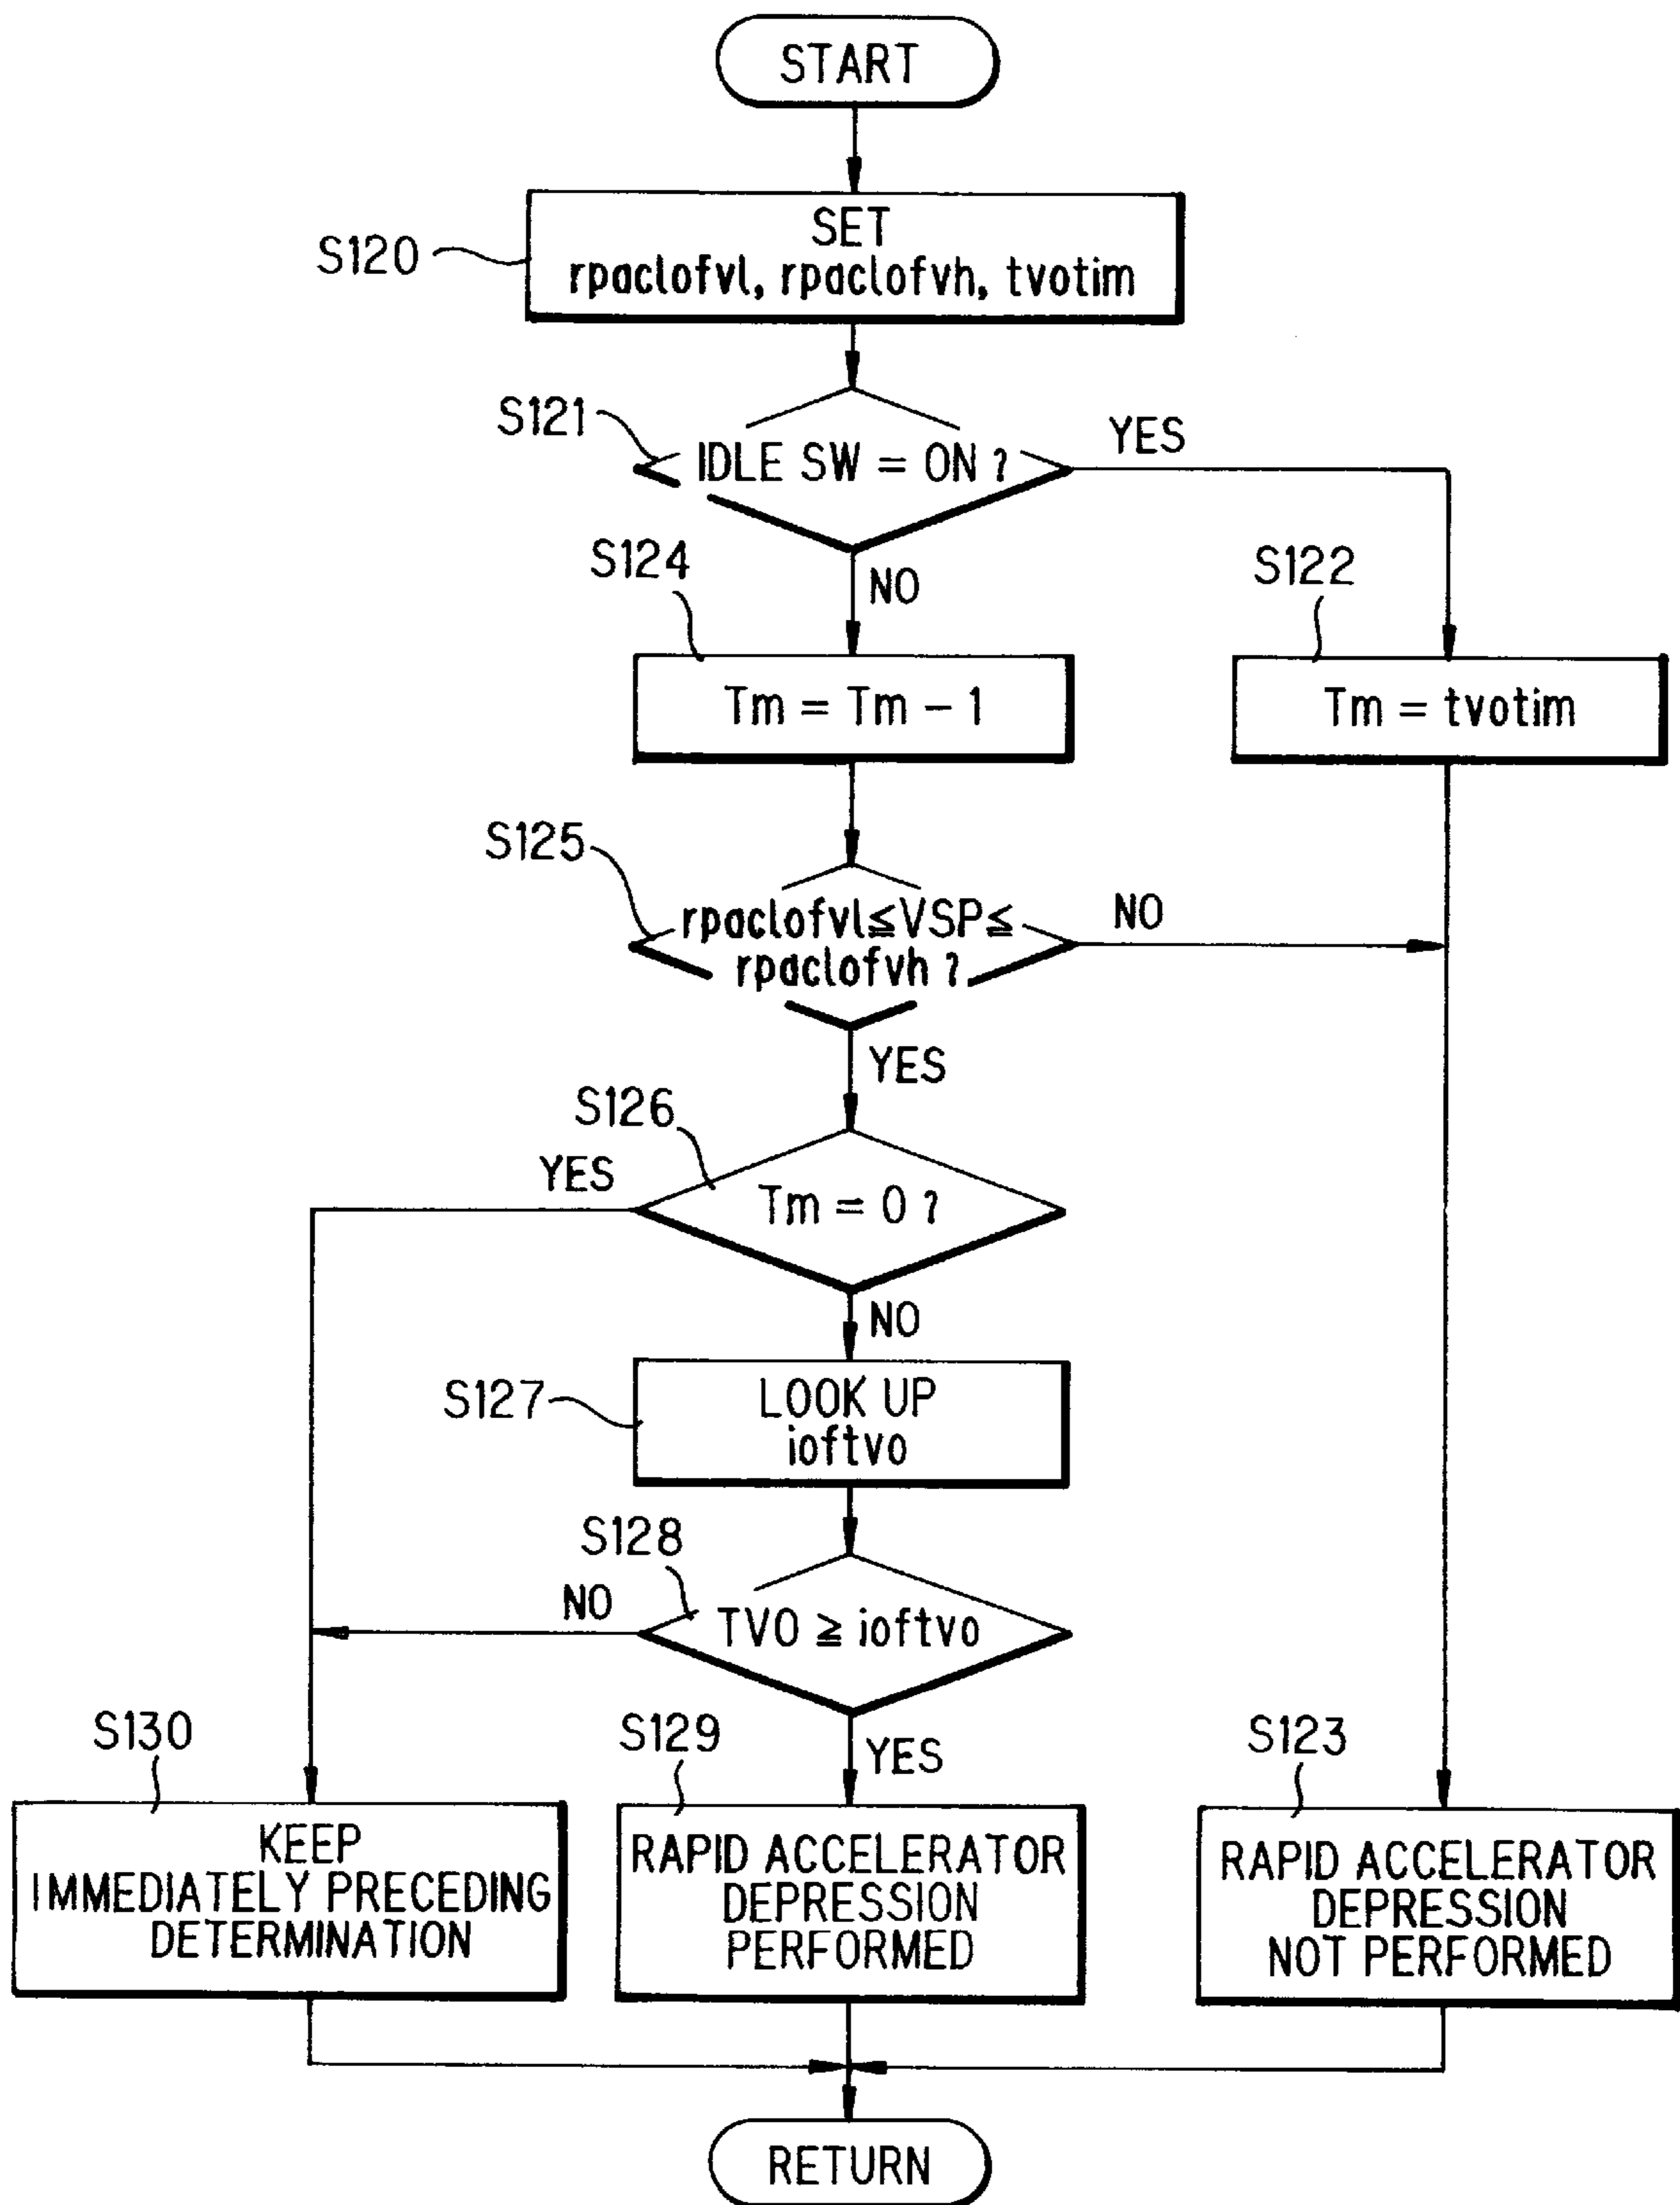 START
S120
SET
rpaclofvl, rpaclofvh, tvotim
S121
IDLE SW = ON ?
YES
S124
NO
S122
Tm = Tm − 1
Tm = tvotim
S125
rpaclofvl≦VSP≦
rpaclofvh ?
NO
YES
S126
YES
Tm = 0 ?
NO
S127
LOOK UP
ioftvo
S128
NO
TVO ≧ ioftvo
S130
S129
YES
S123
KEEP
IMMEDIATELY PRECEDING
DETERMINATION
RAPID ACCELERATOR
DEPRESSION
PERFORMED
RAPID ACCELERATOR
DEPRESSION
NOT PERFORMED
RETURN